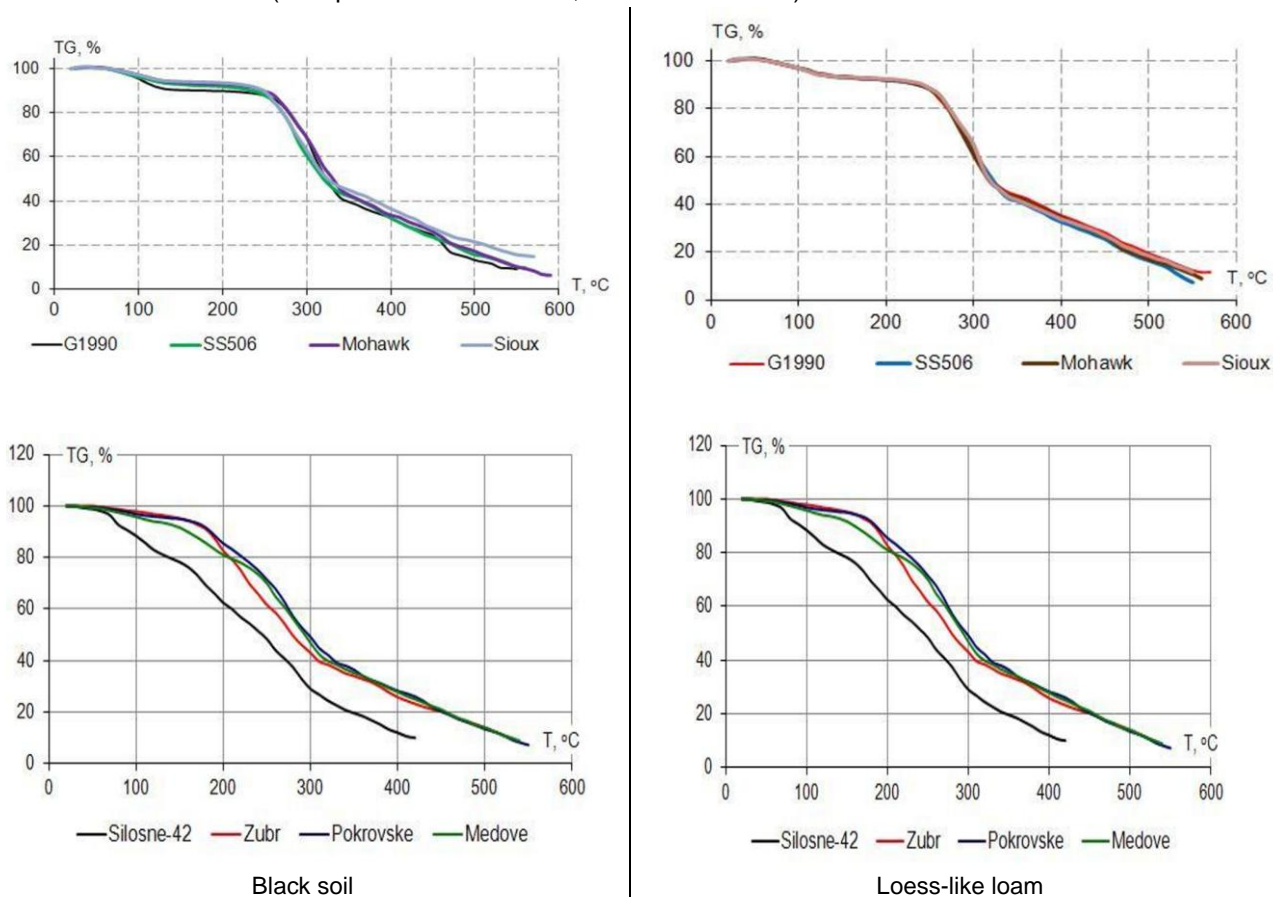 TG, %
100
80
60
40
20
0
0 100 200 300 400 500 600
T, ºC
G1990 SS506 Mohawk Sioux
TG, %
100
80
60
40
20
0
0 100 200 300 400 500 600
T, ºC
G1990 SS506 Mohawk Sioux
120
TG, %
100
80
60
40
20
0
0 100 200 300 400 500 600
T, ºC
Silosne-42 Zubr Pokrovske Medove
120
TG, %
100
80
60
40
20
0
0 100 200 300 400 500 600
T, ºC
Silosne-42 Zubr Pokrovske Medove
Black soil
Loess-like loam